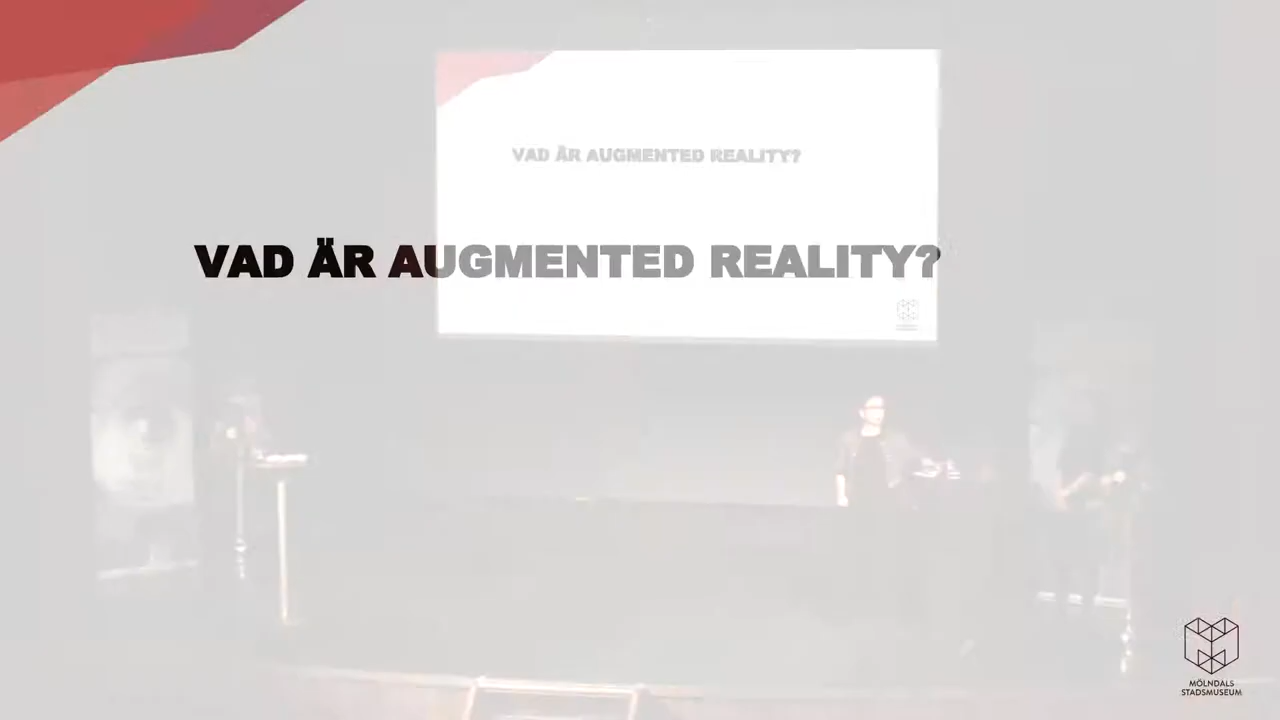 VAD ÄR AUGMENTED REALITY?
VAD ÄR AUGMENTED REALITY?
MÖLNDALS
STADSMUSEUM